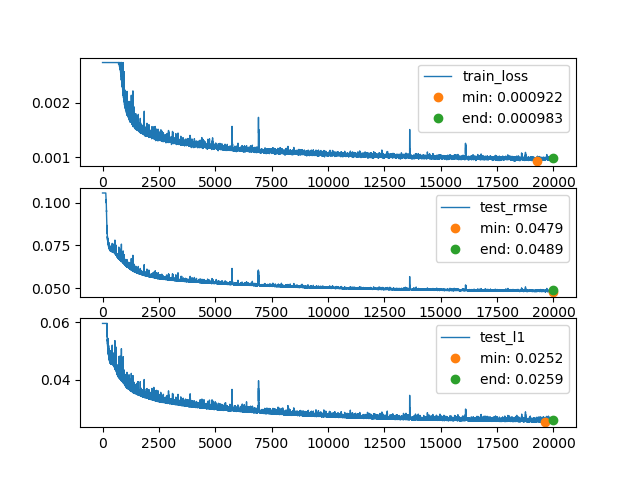 train_loss
min: 0.000922
end: 0.000983
0.002
0.001
0 2500 5000 7500 10000 12500 15000 17500 20000
test_rmse
min: 0.0479
end: 0.0489
0.100
0.075
0.050
0 2500 5000 7500 10000 12500 15000 17500 20000
test_l1
min: 0.0252
end: 0.0259
0.06
0.04
0 2500 5000 7500 10000 12500 15000 17500 20000